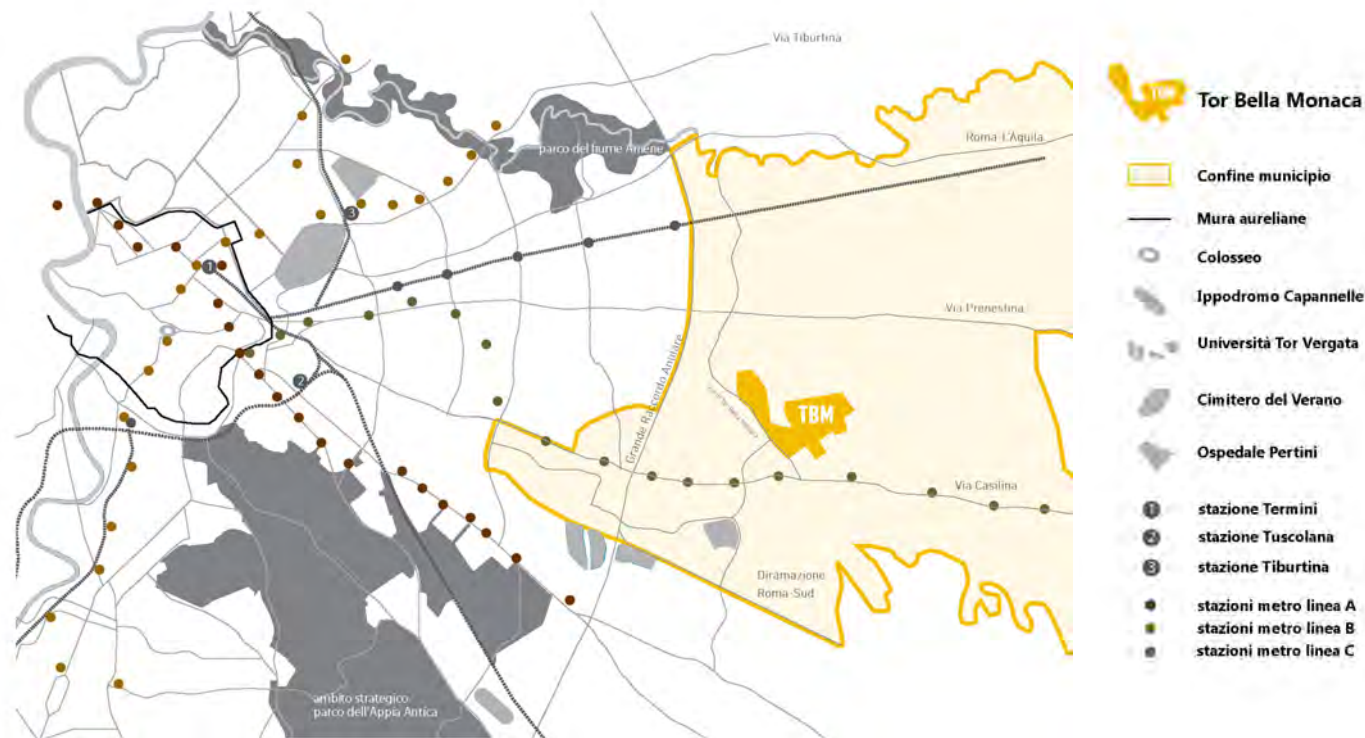 Via Tiburtina
parco del fiume Aniene
Roma-L'Aquila
3
1
Via Prenestina
2
Grande Raccordo Anulare
TBM
Via Casilina
Diramazione
Roma-Sud
ambito strategico
parco dell'Appia Antica
Tor Bella Monaca
Confine municipio
Mura aureliane
Colosseo
Ippodromo Capannelle
Università Tor Vergata
Cimitero del Verano
Ospedale Pertini
1 stazione Termini
2 stazione Tuscolana
3 stazione Tiburtina
stazioni metro linea A
stazioni metro linea B
stazioni metro linea C